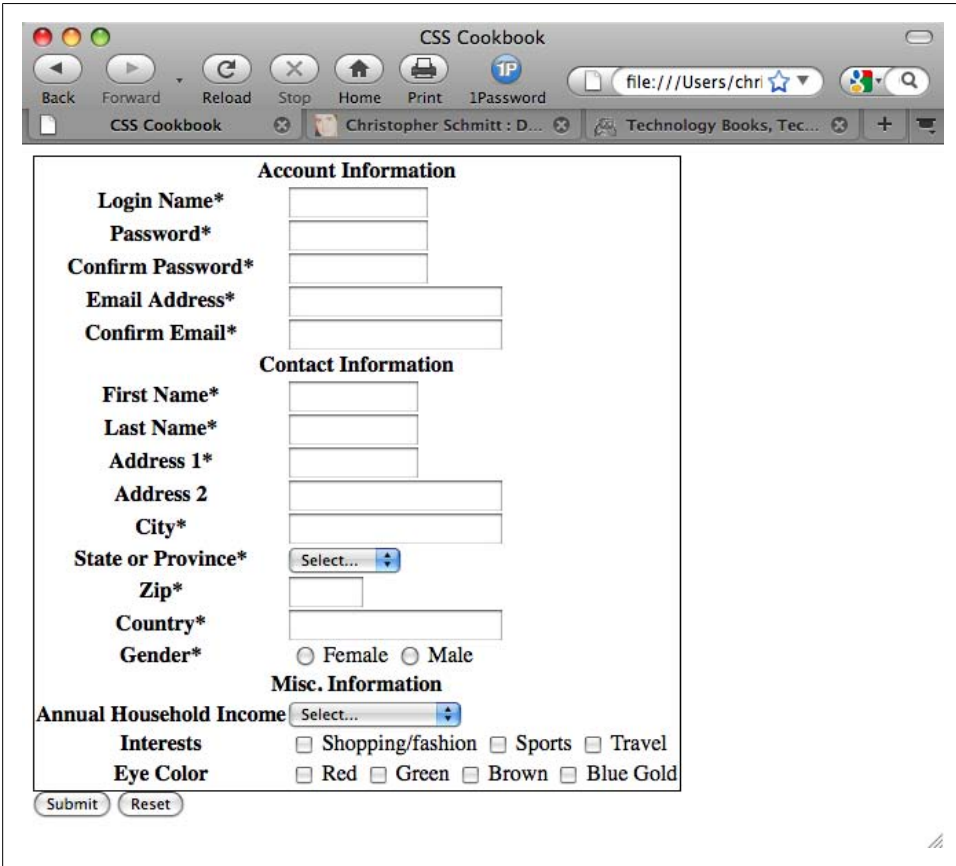 CSS Cookbook
Back Forward Reload Stop Home Print 1Password
1P
file:///Users/chri
CSS Cookbook Christopher Schmitt : D... Technology Books, Tec... +
Account Information
Login Name*
Password*
Confirm Password*
Email Address*
Confirm Email*
Contact Information
First Name*
Last Name*
Address 1*
Address 2
City*
State or Province* Select...
Zip*
Country*
Gender* Female Male
Misc. Information
Annual Household Income Select...
Interests Shopping/fashion Sports Travel
Eye Color Red Green Brown Blue Gold
Submit Reset